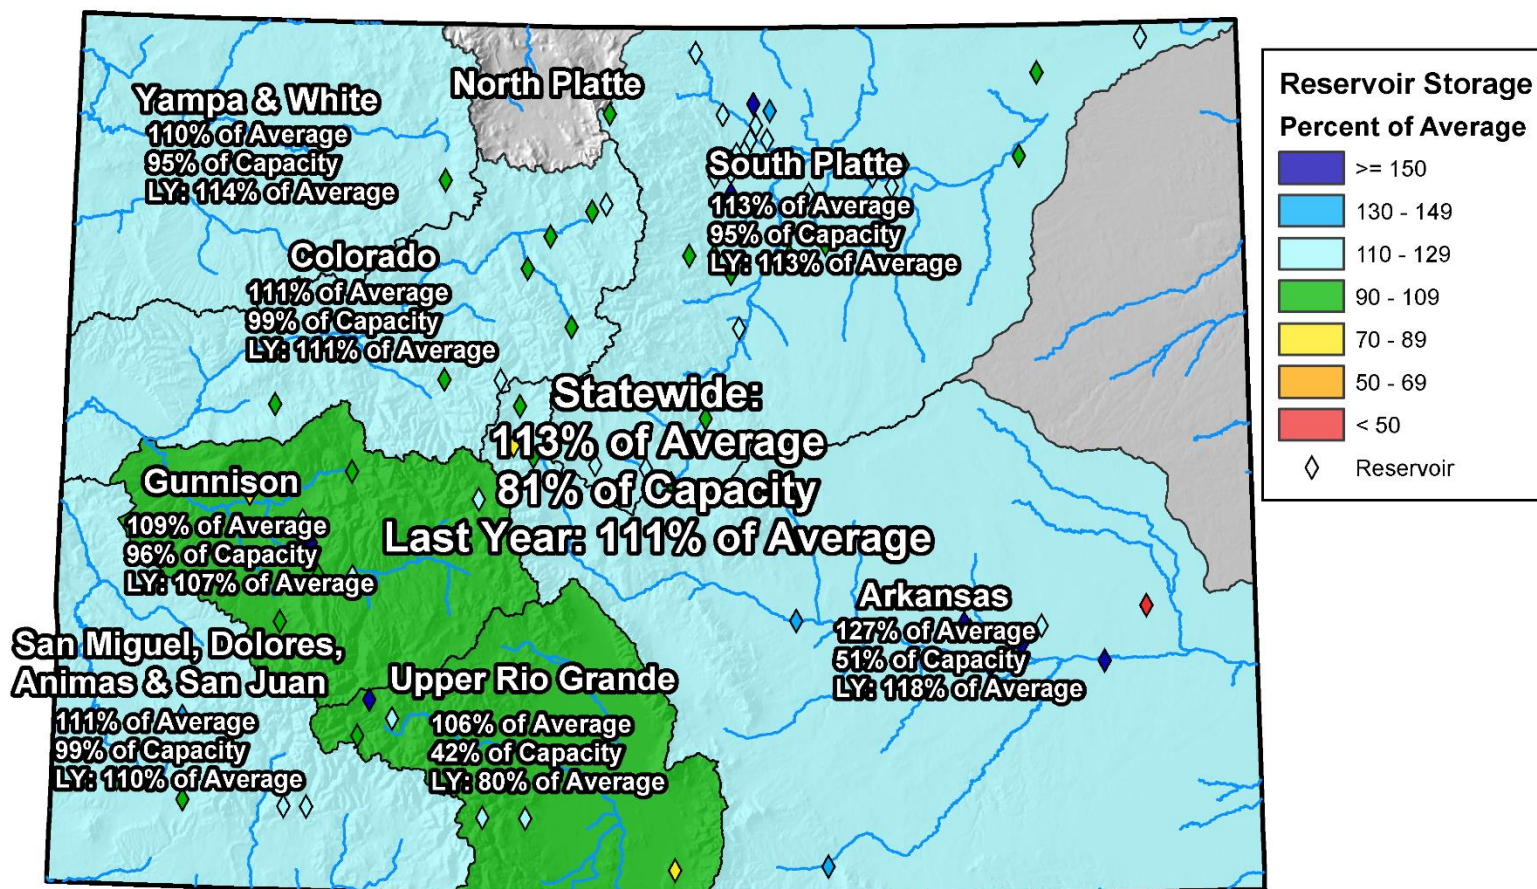 North Platte
Yampa & White
110% of Average
95% of Capacity
LY: 114% of Average
South Platte
113% of Average
95% of Capacity
LY: 113% of Average
Colorado
111% of Average
99% of Capacity
LY: 111% of Average
Statewide:
113% of Average
81% of Capacity
Last Year: 111% of Average
Gunnison
109% of Average
96% of Capacity
LY: 107% of Average
Arkansas
127% of Average
51% of Capacity
LY: 118% of Average
San Miguel, Dolores,
Animas & San Juan
111% of Average
99% of Capacity
LY: 110% of Average
Upper Rio Grande
106% of Average
42% of Capacity
LY: 80% of Average
Reservoir Storage
Percent of Average
>= 150
130 - 149
110 - 129
90 - 109
70 - 89
50 - 69
< 50
Reservoir